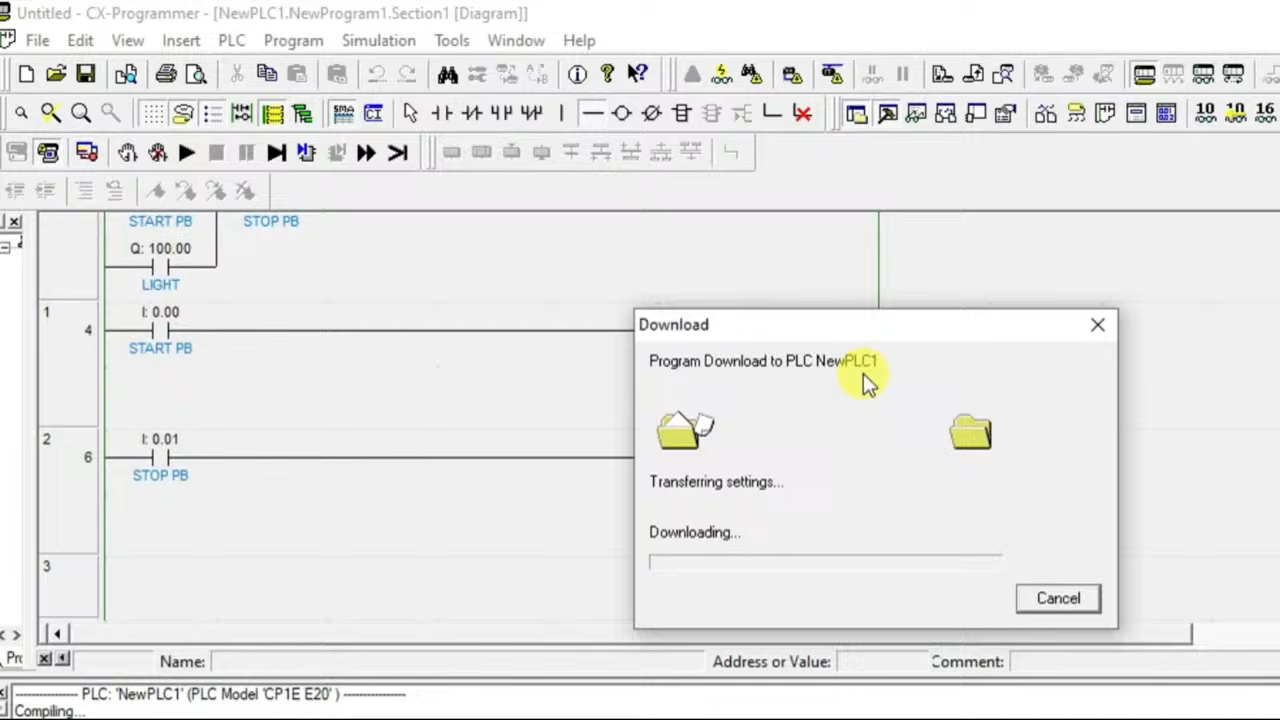 Untitled - CX-Programmer - [NewPLC1.NewProgram1.Section1 [Diagram]]
File Edit View Insert PLC Program Simulation Tools Window Help
SMA CI
10 10 16
START PB STOP PB
Q: 100.00
LIGHT
1 I: 0.00
4
START PB
2 I: 0.01
6
STOP PB
3
Download
Program Download to PLC NewPLC1
Transferring settings...
Downloading...
Cancel
Pro
Name: Address or Value: Comment:
--------------- PLC: 'NewPLC1' (PLC Model 'CP1E E20' ) ---------------
Compiling...